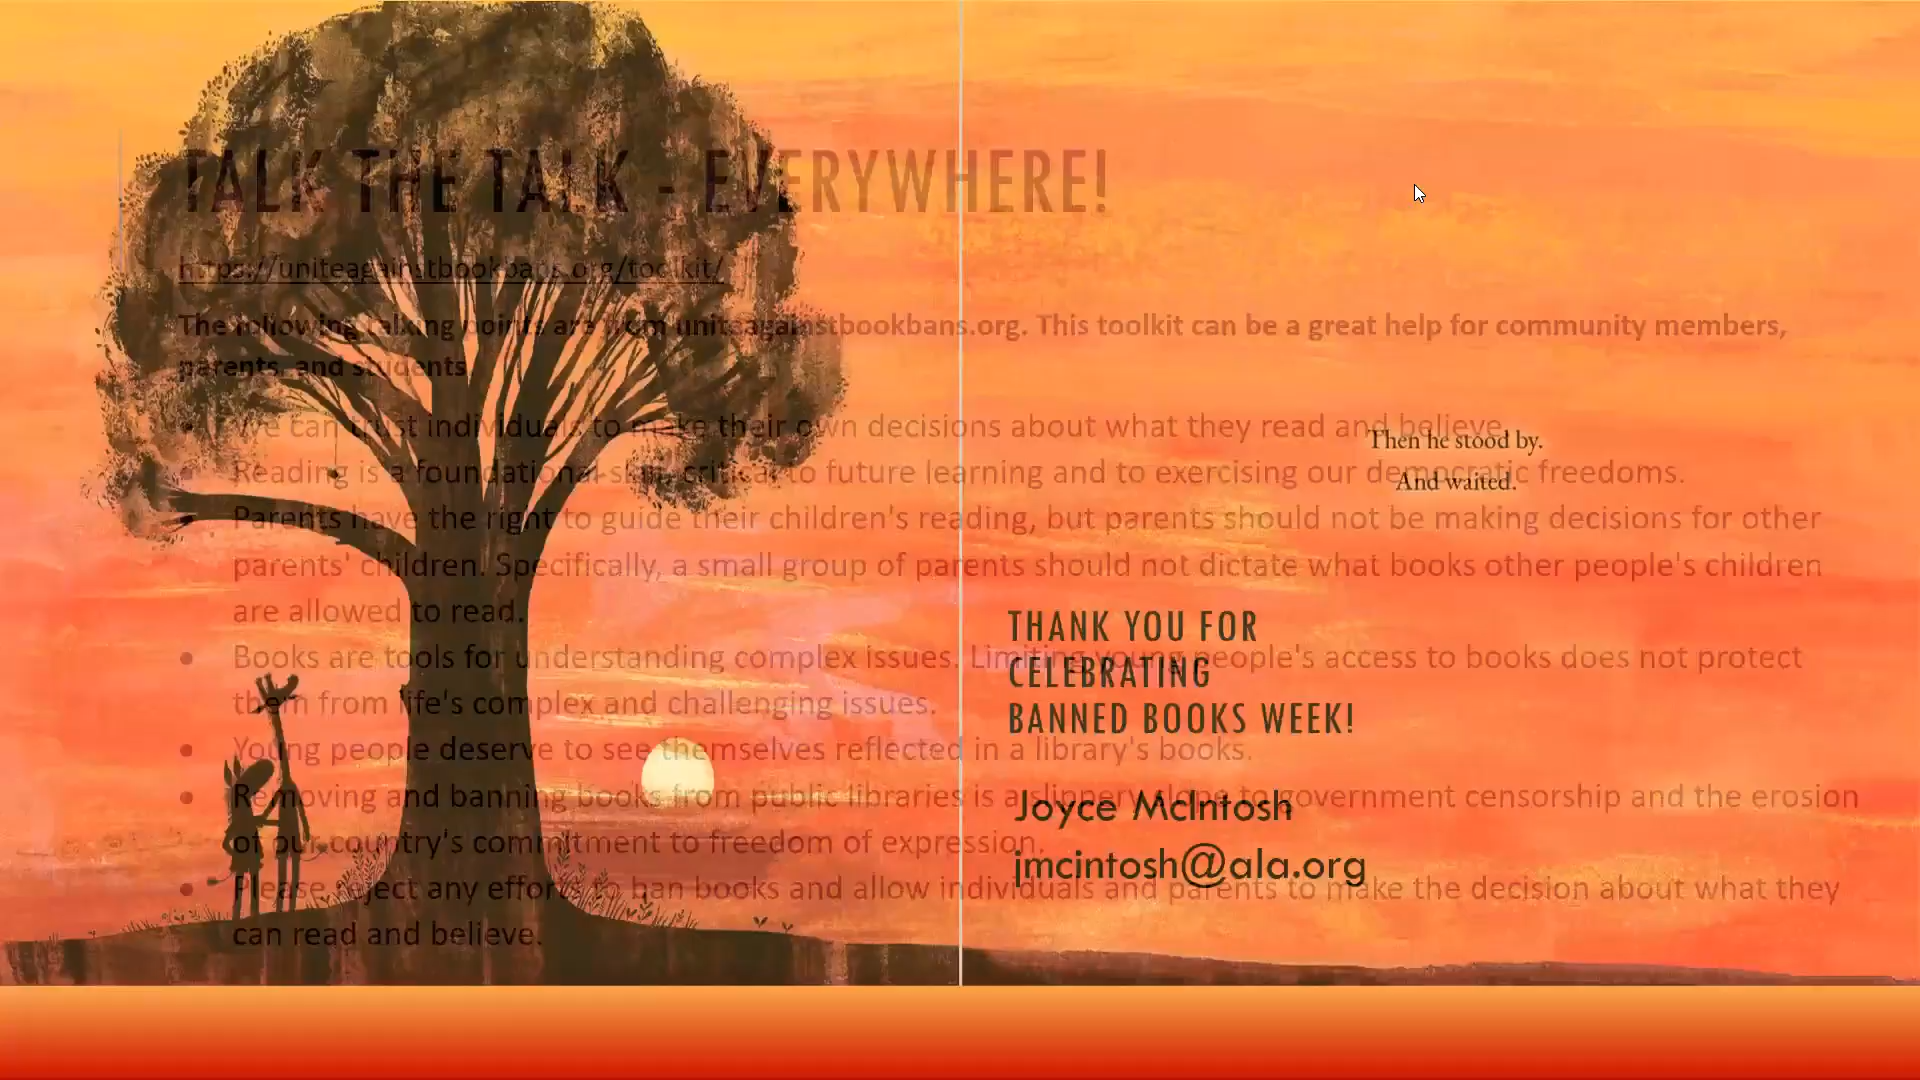 TALK THE TALK - EVERYWHERE!
https://uniteagainstbookbans.org/toolkit/
The following talking points are from uniteagainstbookbans.org. This toolkit can be a great help for community members,
parents, and students.
We can trust individuals to make their own decisions about what they read and believe.
Then he stood by.
Reading is a foundational skill, critical to future learning and to exercising our democratic freedoms.
And waited.
Parents have the right to guide their children's reading, but parents should not be making decisions for other
parents' children. Specifically, a small group of parents should not dictate what books other people's children
are allowed to read.
THANK YOU FOR
CELEBRATING
BANNED BOOKS WEEK!
• Books are tools for understanding complex issues. Limiting young people's access to books does not protect
them from life's complex and challenging issues.
• Young people deserve to see themselves reflected in a library's books.
• Removing and banning books from public libraries is a slippery slope to government censorship and the erosion
of our country's commitment to freedom of expression.
Joyce McIntosh
jmcintosh@ala.org
• Please reject any efforts to ban books and allow individuals and parents to make the decision about what they
can read and believe.